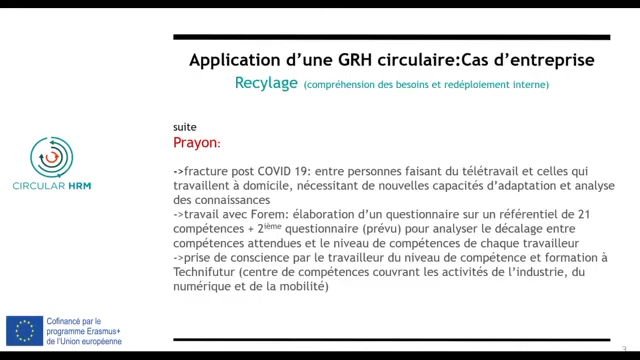 Application d’une GRH circulaire:Cas d’entreprise
Recylage (compréhension des besoins et redéploiement interne)
suite
Prayon:
->fracture post COVID 19: entre personnes faisant du télétravail et celles qui
travaillent à domicile, nécessitant de nouvelles capacités d’adaptation et analyse
des connaissances
->travail avec Forem: élaboration d’un questionnaire sur un référentiel de 21
compétences + 2ième questionnaire (prévu) pour analyser le décalage entre
compétences attendues et le niveau de compétences de chaque travailleur
->prise de conscience par le travailleur du niveau de compétence et formation à
Technifutur (centre de compétences couvrant les activités de l’industrie, du
numérique et de la mobilité)
CIRCULAR HRM
Cofinancé par le
programme Erasmus+
de l’Union européenne
3